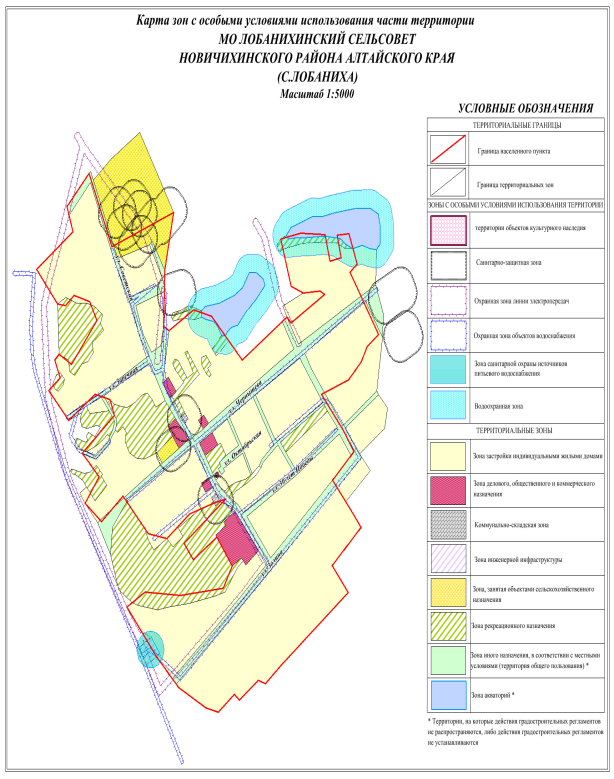 Карта зон с особыми условиями использования части территории
МО ЛОБАНИХИНСКИЙ СЕЛЬСОВЕТ
НОВИЧИХИНСКОГО РАЙОНА АЛТАЙСКОГО КРАЯ
(С.ЛОБАНИХА)
Масштаб 1:5000
УСЛОВНЫЕ ОБОЗНАЧЕНИЯ
ТЕРРИТОРИАЛЬНЫЕ ГРАНИЦЫ
Граница населенного пункта
Граница территориальных зон
ЗОНЫ С ОСОБЫМИ УСЛОВИЯМИ ИСПОЛЬЗОВАНИЯ ТЕРРИТОРИИ
территории объектов культурного наследия
Санитарно-защитная зона
Охранная зона линии электропередач
Охранная зона объектов водоснабжения
Зона санитарной охраны источников
питьевого водоснабжения
Водоохранная зона
ТЕРРИТОРИАЛЬНЫЕ ЗОНЫ
Зона застройки индивидуальными жилыми домами
Зона делового, общественного и коммерческого
назначения
Коммунально-складская зона
Зона инженерной инфраструктуры
Зона, занятая объектами сельскохозяйственного
назначения
Зона рекреационного назначения
Зона иного назначения, в соответствии с местными
условиями (территория общего пользования) *
Зона акваторий *
* Территории, на которые действия градостроительных регламентов
не распространяются, либо действия градостроительных регламентов
не устанавливаются
ул. Заречная
ул. Октябрьская